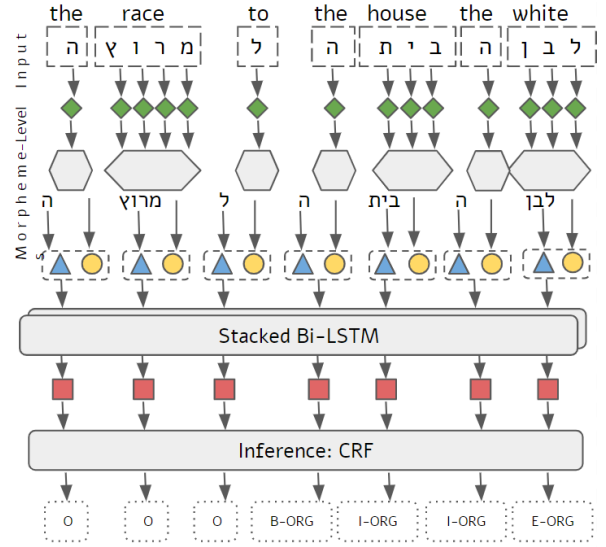 the race to the house the white
ה מ ר ו ץ ל ה ב י ת ה ל ב ן
Morpheme-Level Inputs
ה מרוץ ל ה בית ה לבן
Stacked Bi-LSTM
Inference: CRF
O O O B-ORG I-ORG I-ORG E-ORG